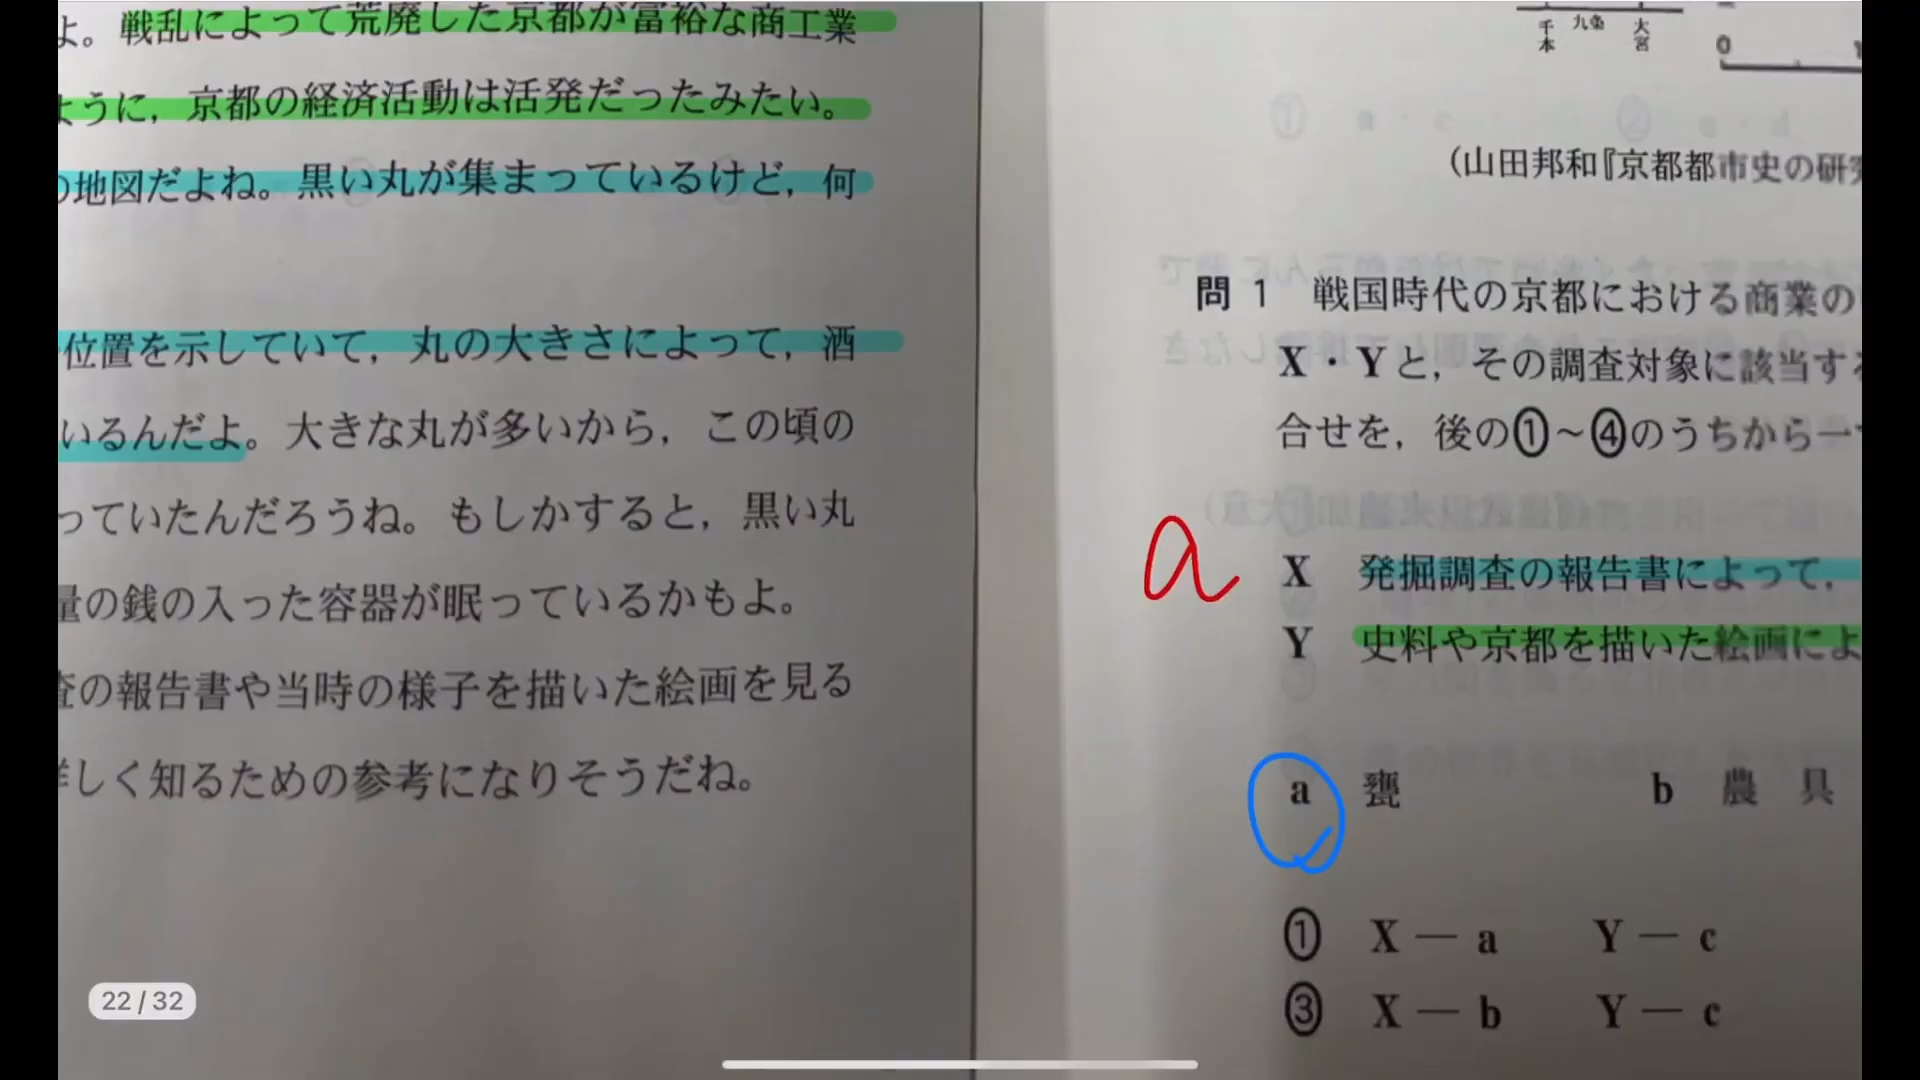 よ。戦乱によって荒廃した京都が富裕な商工業
ように，京都の経済活動は活発だったみたい。
の地図だよね。黒い丸が集まっているけど，何
位置を示していて，丸の大きさによって，酒
いるんだよ。大きな丸が多いから，この頃の
っていたんだろうね。もしかすると，黒い丸
量の銭の入った容器が眠っているかもよ。
査の報告書や当時の様子を描いた絵画を見る
しく知るための参考になりそうだね。
22 / 32
千本 九条 大宮
0
(山田邦和『京都都市史の研究
問 1 戦国時代の京都における商業の
X・Yと，その調査対象に該当する
合せを，後の①～④のうちから一
a
X 発掘調査の報告書によって，
Y 史料や京都を描いた絵画によ
a 甕 b 農 具
① X ― a Y ― c
③ X ― b Y ― c